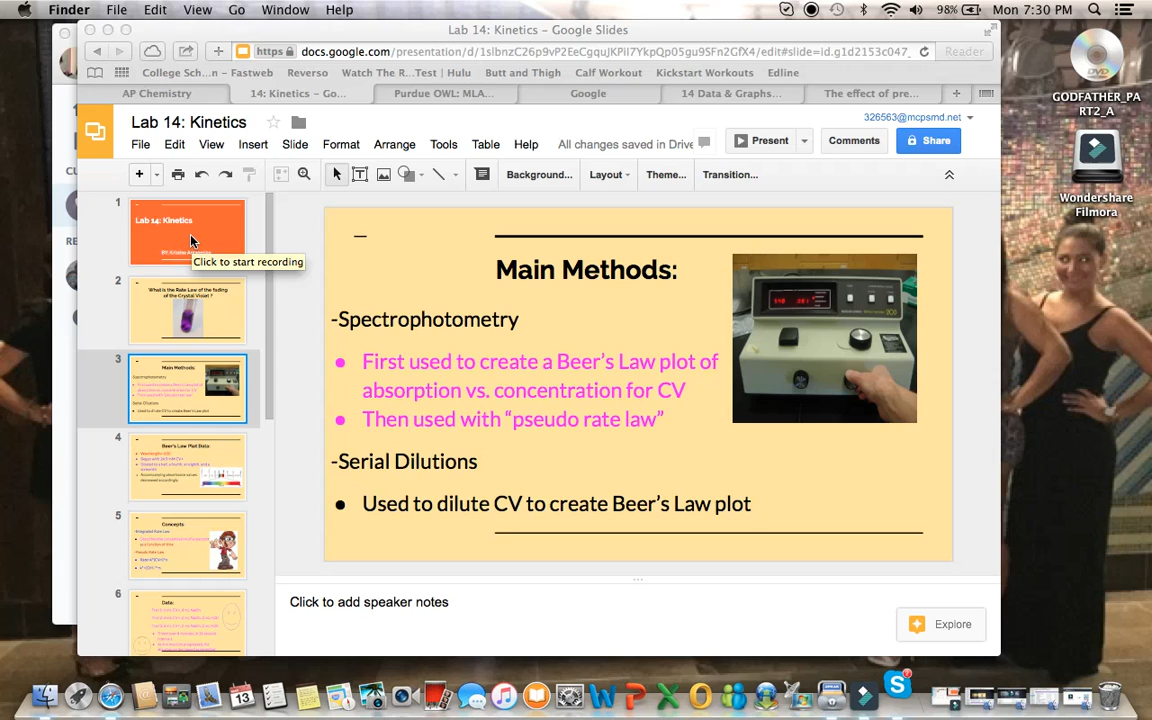 Finder File Edit View Go Window Help 98% Mon 7:30 PM
Lab 14: Kinetics – Google Slides
https docs.google.com/presentation/d/1slbnzC26p9vP2EeCgquJKPiI7YkpQp05gu9SFn2GfX4/edit#slide=id.g1d2153c047_ Reader
College Sch...n – Fastweb Reverso Watch The R...Test | Hulu Butt and Thigh Calf Workout Kickstart Workouts Edline
AP Chemistry 14: Kinetics – Go... Purdue OWL: MLA... Google 14 Data & Graphs... The effect of pre...
GODFATHER_PA
RT2_A
Wondershare
Filmora
Lab 14: Kinetics
326563@mcpsmd.net
File Edit View Insert Slide Format Arrange Tools Table Help All changes saved in Drive
Present Comments Share
Background... Layout Theme... Transition...
1
Lab 14: Kinetics
Click to start recording
2
What is the Rate Law of the fading
of the Crystal Violet ?
3
Main Methods:
4
Beer's Law Plot Data:
5
Concepts:
6
Data:
Main Methods:
-Spectrophotometry
● First used to create a Beer's Law plot of
absorption vs. concentration for CV
● Then used with "pseudo rate law"
-Serial Dilutions
● Used to dilute CV to create Beer's Law plot
Click to add speaker notes
Explore